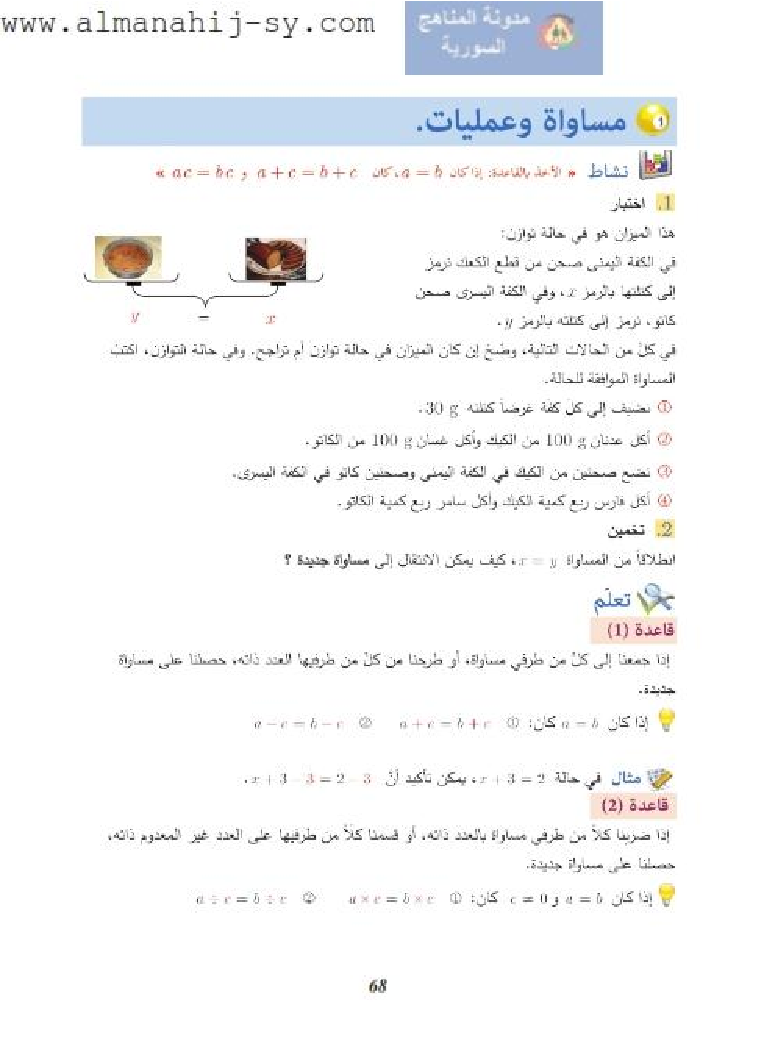 www.almanahij-sy.com
مدونة المناهج
السورية
1 مساواة وعمليات.
نشاط « الأخذ بالقاعدة: إذا كان a = b، كان a + c = b + c و ac = bc »
1. اختبار
هذا الميزان هو في حالة توازن:
في الكفة اليمنى صحن من قطع الكعك نرمز
إلى كتلتها بالرمز x، وفي الكفة اليسرى صحن
كاتو، نرمز إلى كتلته بالرمز y.
y = x
في كلّ من الحالات التالية، وضّح إن كان الميزان في حالة توازن أم تراجح. وفي حالة التوازن، اكتب
المساواة الموافقة للحالة.
① نضيف إلى كلّ كفة غرضاً كتلته 30 g.
② أكل عدنان 100 g من الكيك وأكل غسان 100 g من الكاتو.
③ نضع صحنين من الكيك في الكفة اليمنى وصحنين كاتو في الكفة اليسرى.
④ أكل فارس ربع كمية الكيك وأكل سامر ربع كمية الكاتو.
2. تخمين
انطلاقاً من المساواة x = y، كيف يمكن الانتقال إلى مساواة جديدة ؟
تعلّم
قاعدة (1)
إذا جمعنا إلى كلّ من طرفي مساواة، أو طرحنا من كلّ من طرفيها العدد ذاته، حصلنا على مساواة
جديدة.
إذا كان a = b كان: ① a + c = b + c ② a − c = b − c
مثال في حالة x + 3 = 2، يمكن تأكيد أنّ x + 3 − 3 = 2 − 3.
قاعدة (2)
إذا ضربنا كلاً من طرفي مساواة بالعدد ذاته، أو قسمنا كلاً من طرفيها على العدد غير المعدوم ذاته،
حصلنا على مساواة جديدة.
إذا كان a = b و c ≠ 0 كان: ① a × c = b × c ② a ÷ c = b ÷ c
68